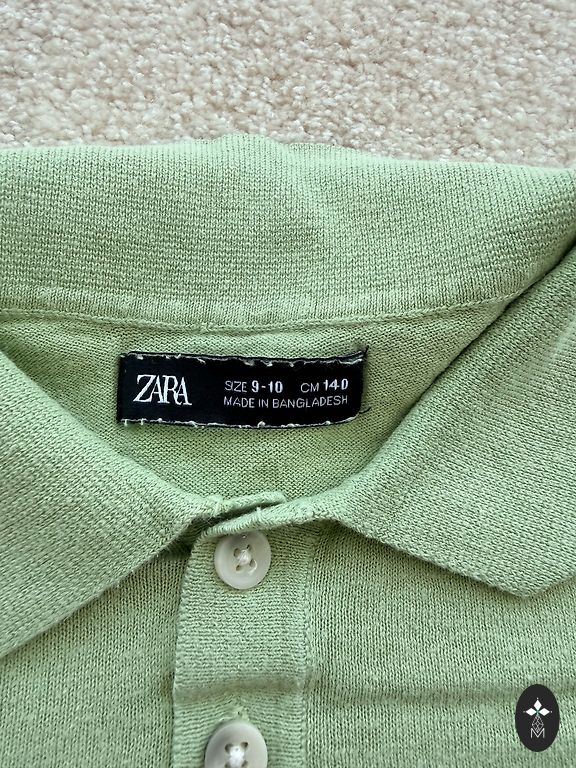 ZARA
SIZE 9-10 CM 140
MADE IN BANGLADESH
M